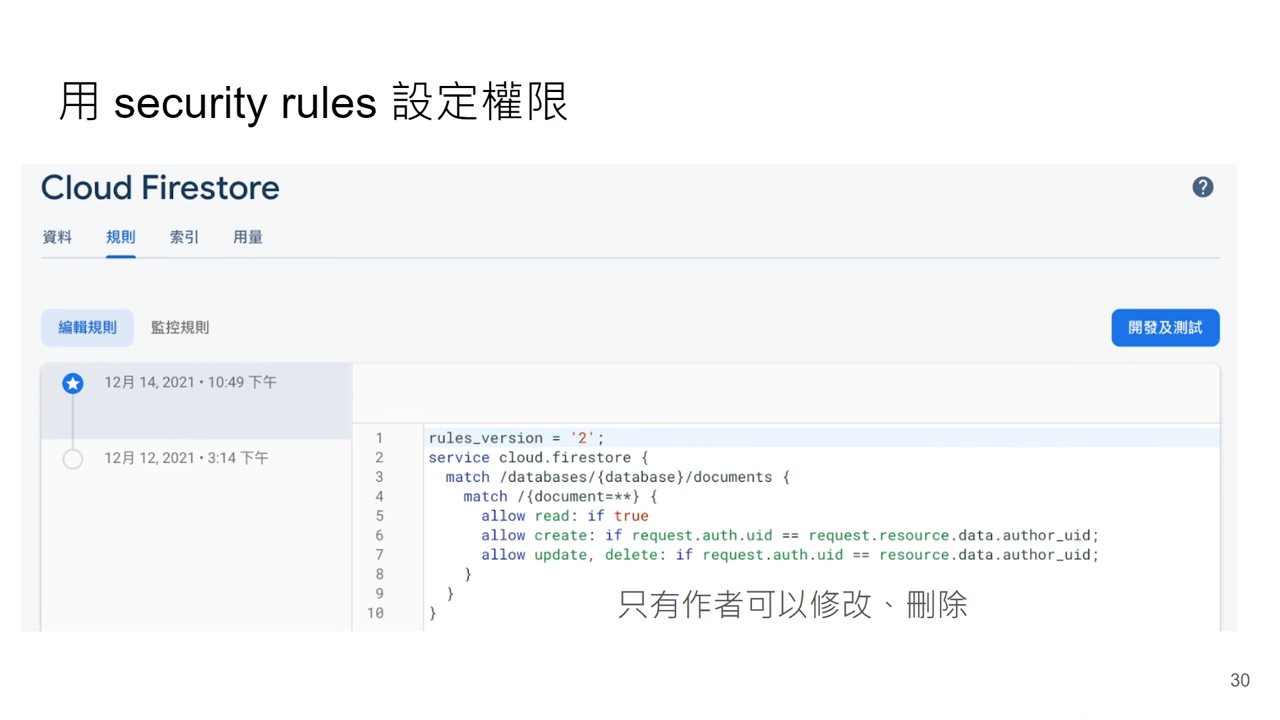 用 security rules 設定權限
Cloud Firestore
?
資料 規則 索引 用量
編輯規則 監控規則 開發及測試
12月 14, 2021 • 10:49 下午
12月 12, 2021 • 3:14 下午
1 rules_version = '2';
2 service cloud.firestore {
3 match /databases/{database}/documents {
4 match /{document=**} {
5 allow read: if true
6 allow create: if request.auth.uid == request.resource.data.author_uid;
7 allow update, delete: if request.auth.uid == resource.data.author_uid;
8 }
9 }
10 }
只有作者可以修改、刪除
30